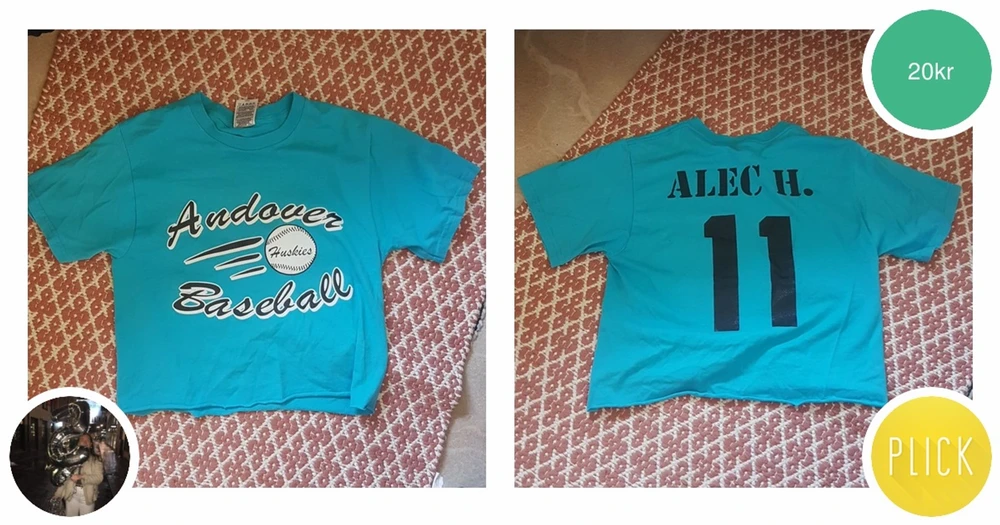 Andover
Huskies
Baseball
ALEC H.
11
20kr
PLICK